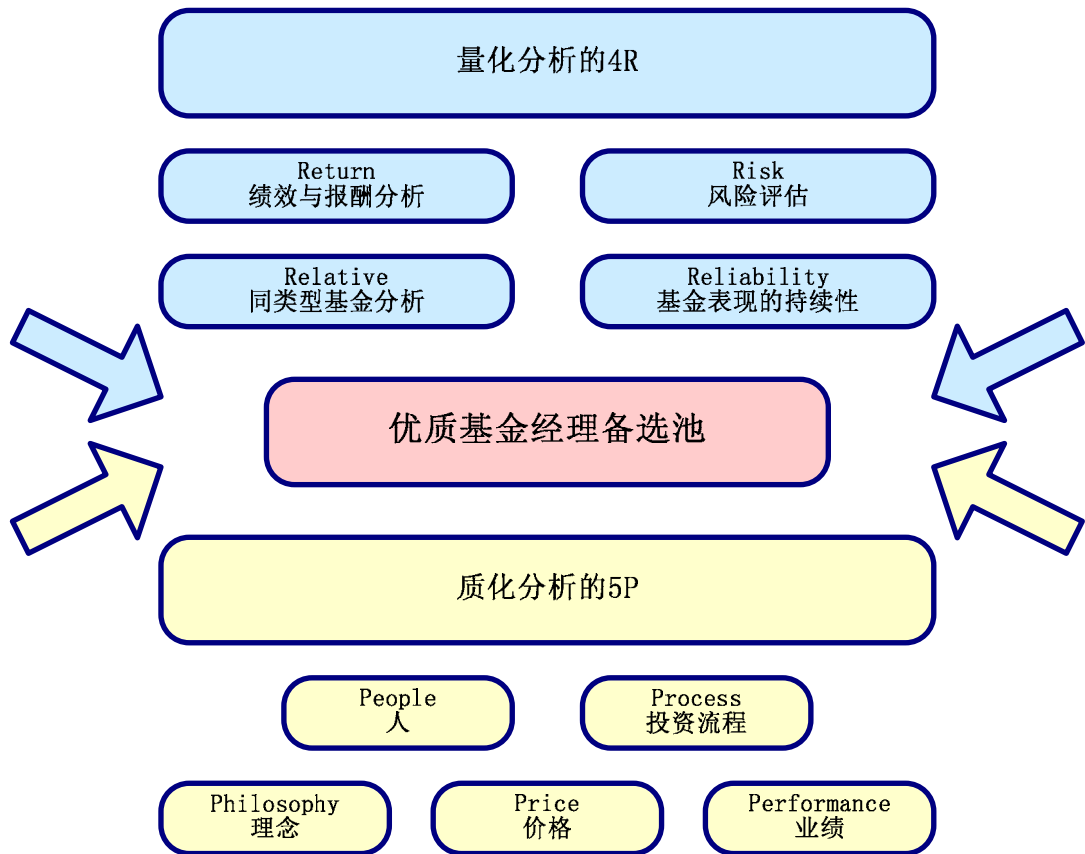 量化分析的4R
Return
绩效与报酬分析
Risk
风险评估
Relative
同类型基金分析
Reliability
基金表现的持续性
优质基金经理备选池
质化分析的5P
People
人
Process
投资流程
Philosophy
理念
Price
价格
Performance
业绩